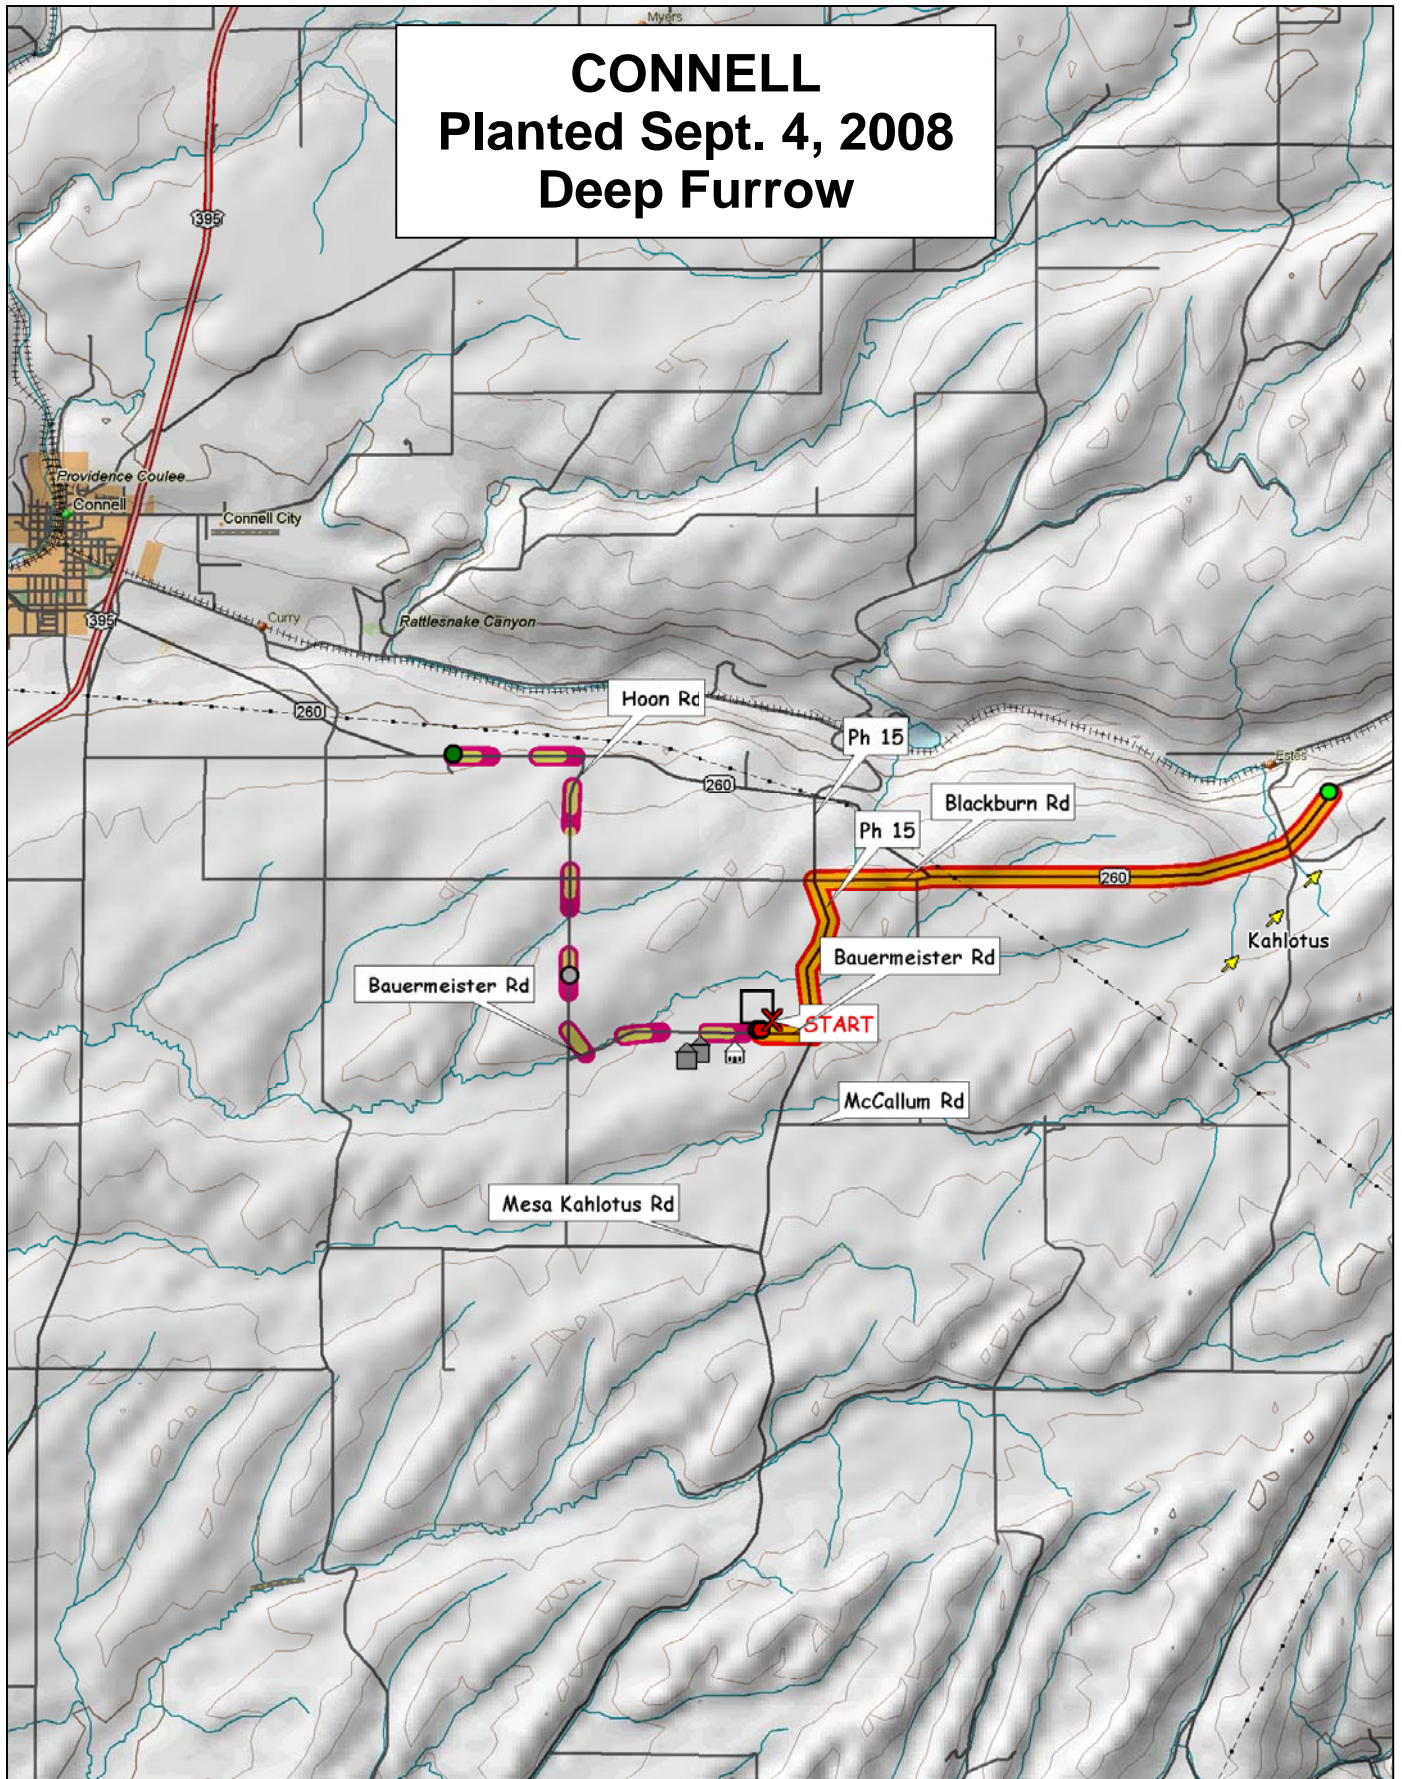 Myers
CONNELL
Planted Sept. 4, 2008
Deep Furrow
395
Providence Coulee
Connell
Connell City
395
Curry
Rattlesnake Canyon
Hoon Rd
260
Ph 15
Estes
260
Blackburn Rd
Ph 15
260
Kahlotus
Bauermeister Rd
Bauermeister Rd
START
McCallum Rd
Mesa Kahlotus Rd